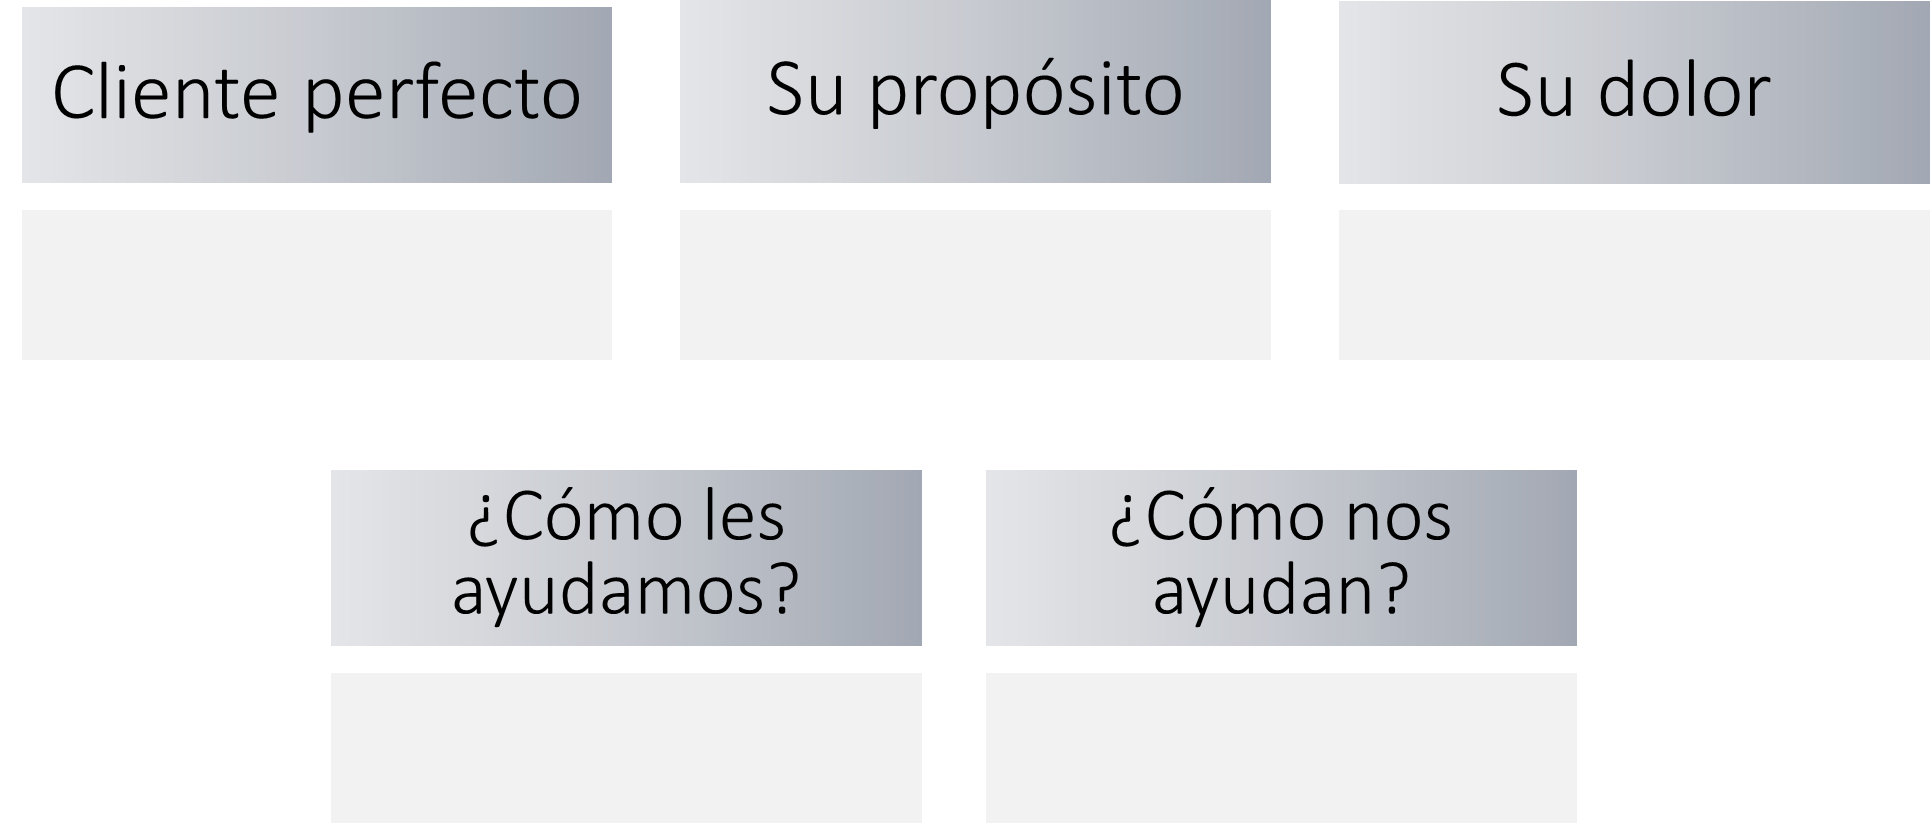 Cliente perfecto
Su propósito
Su dolor
¿Cómo les
ayudamos?
¿Cómo nos
ayudan?